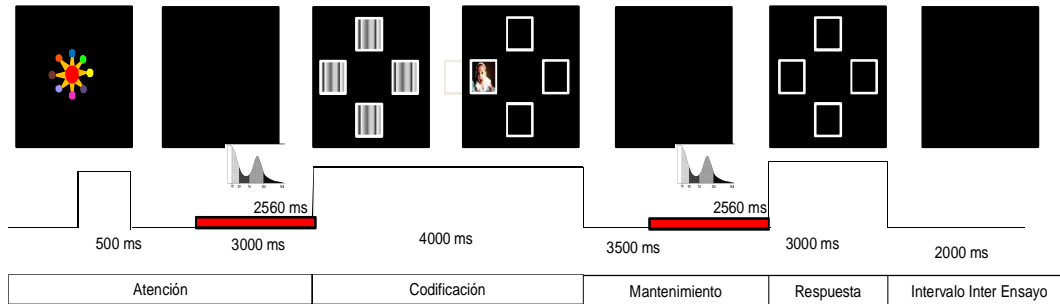 2560 ms
2560 ms
500 ms
3000 ms
4000 ms
3500 ms
3000 ms
2000 ms
Atención
Codificación
Mantenimiento
Respuesta
Intervalo Inter Ensayo